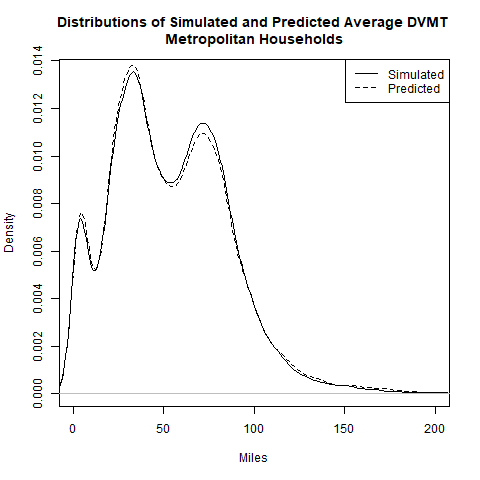 Distributions of Simulated and Predicted Average DVMT
Metropolitan Households
Simulated
Predicted
Density
0.014
0.012
0.010
0.008
0.006
0.004
0.002
0.000
0 50 100 150 200
Miles